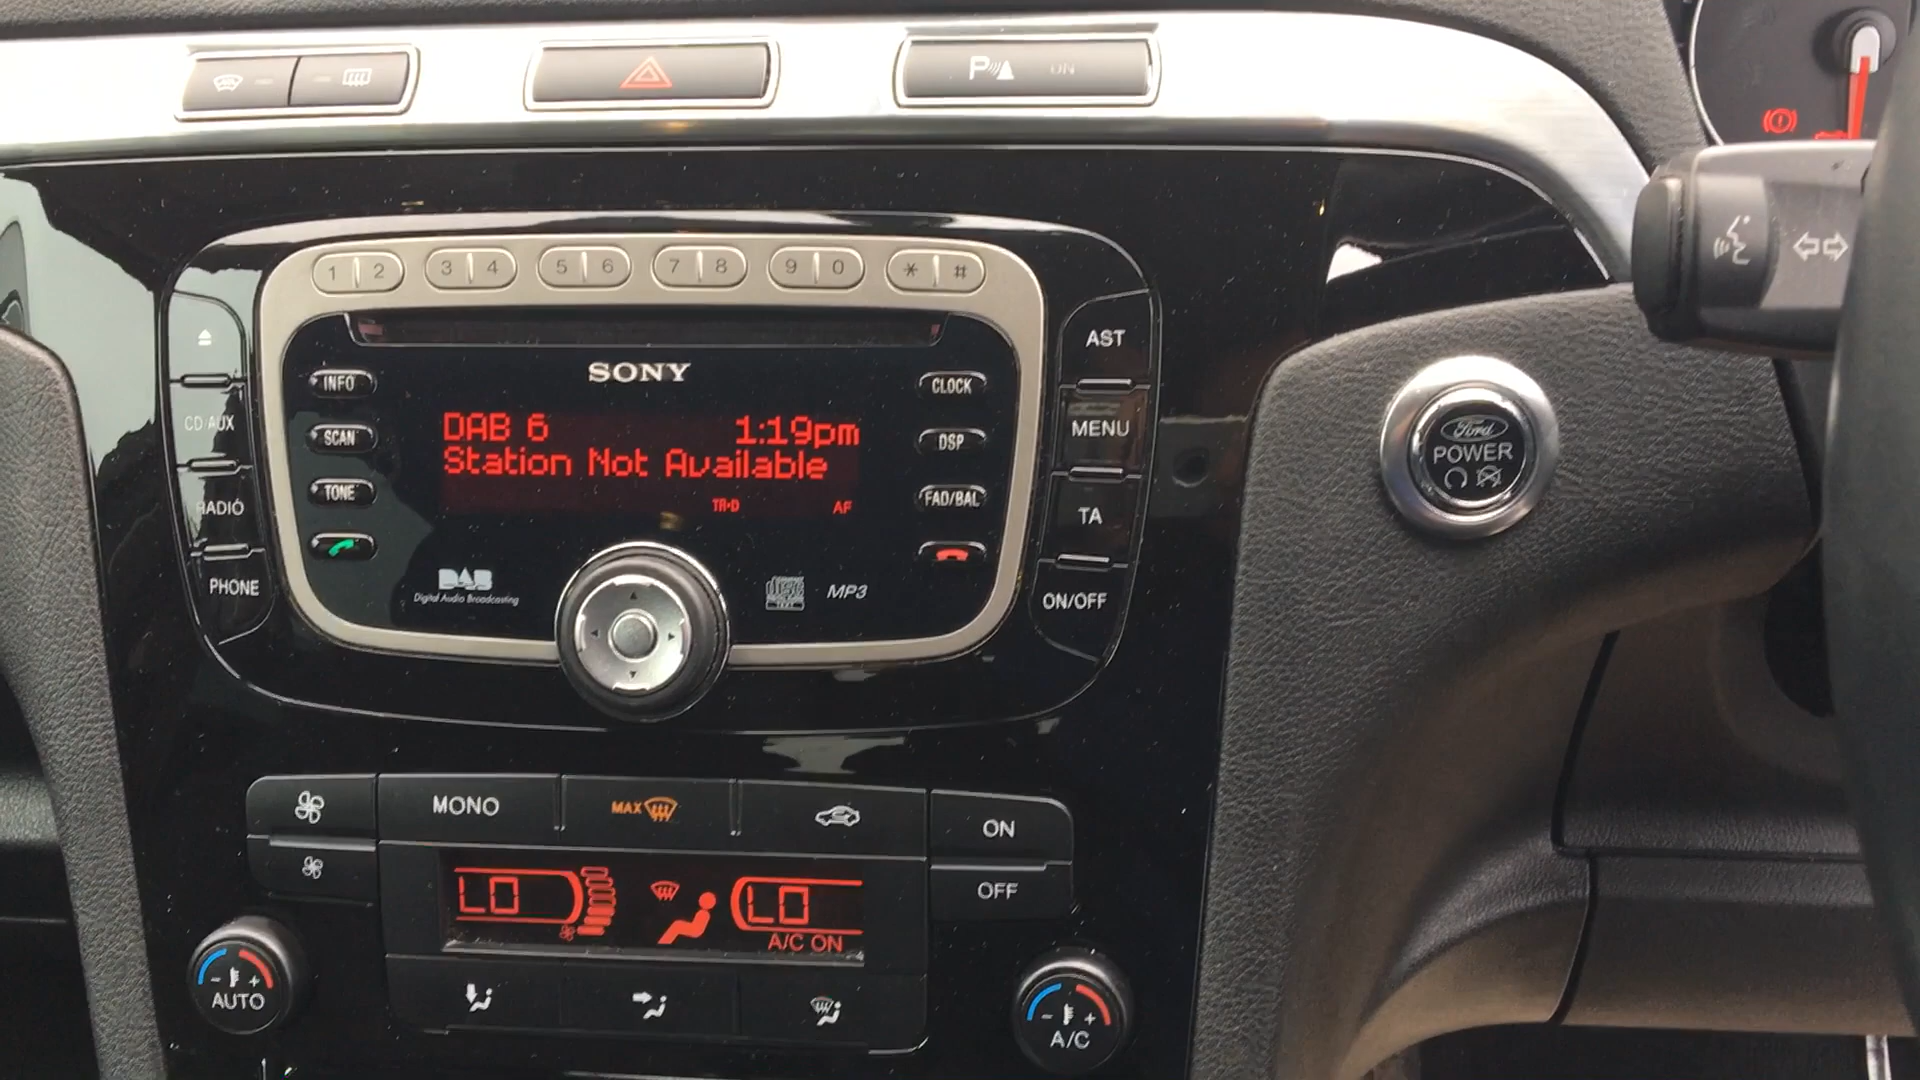 P ON
1 2 3 4 5 6 7 8 9 0 * #
SONY
INFO
SCAN
TONE
CLOCK
DSP
FAD/BAL
DAB 6 1:19pm
Station Not Available
TA·D AF
DAB
Digital Audio Broadcasting
MP3
CD/AUX
RADIO
PHONE
AST
MENU
TA
ON/OFF
Ford
POWER
MONO
MAX
ON
OFF
LO LO
A/C ON
- +
AUTO
- +
A/C